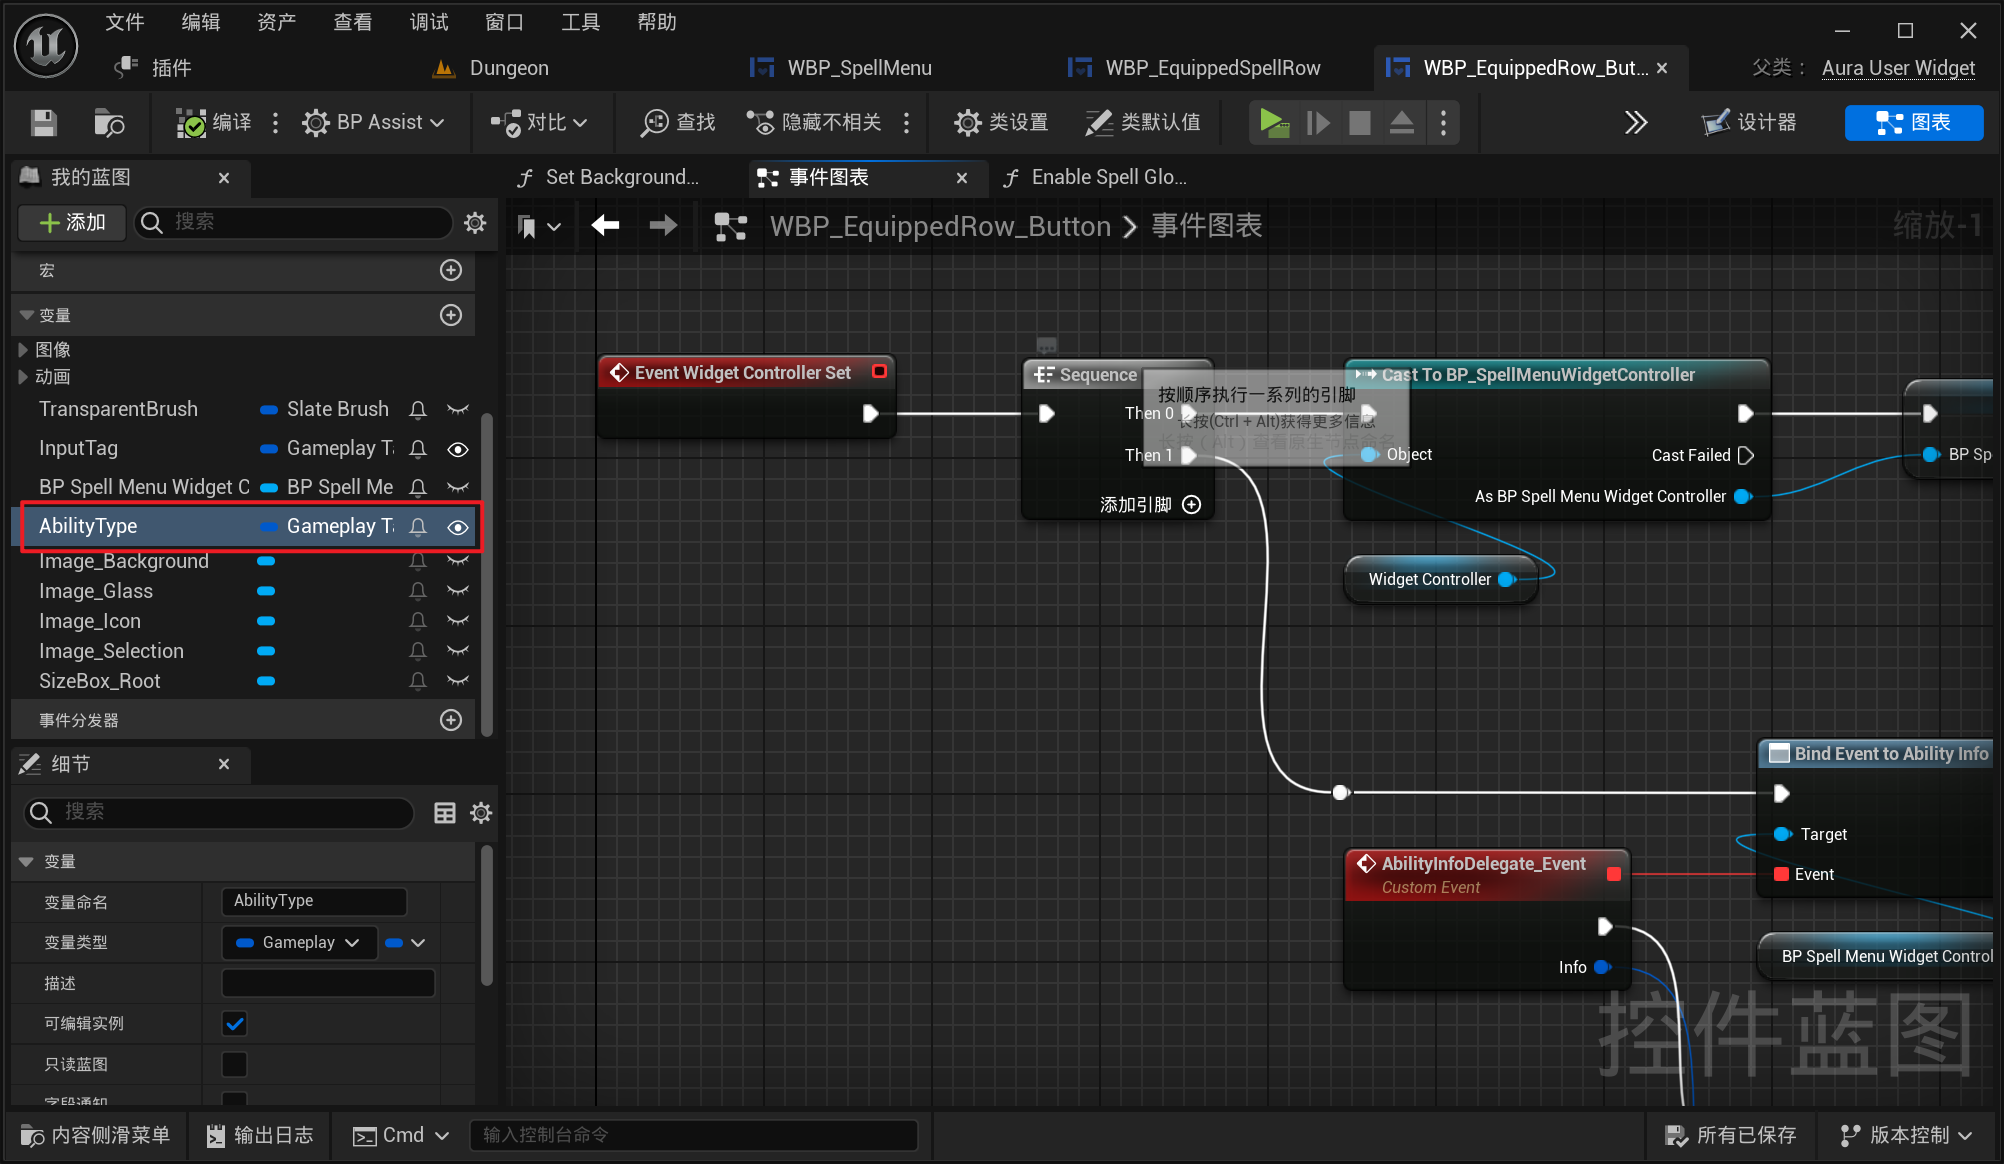 文件 编辑 资产 查看 调试 窗口 工具 帮助
插件 Dungeon WBP_SpellMenu WBP_EquippedSpellRow WBP_EquippedRow_But... 父类： Aura User Widget
编译 BP Assist 对比 查找 隐藏不相关 类设置 类默认值 设计器 图表
我的蓝图
Set Background... 事件图表 Enable Spell Glo...
添加 搜索
WBP_EquippedRow_Button 事件图表 缩放-1
宏
变量
图像
动画
TransparentBrush Slate Brush
InputTag Gameplay Ta
BP Spell Menu Widget C BP Spell Me
AbilityType Gameplay Ta
Image_Background
Image_Glass
Image_Icon
Image_Selection
SizeBox_Root
事件分发器
细节
搜索
变量
变量命名 AbilityType
变量类型 Gameplay
描述
可编辑实例
只读蓝图
字段通知
Event Widget Controller Set
Sequence
Then 0
Then 1
添加引脚
按顺序执行一系列的引脚
长按(Ctrl + Alt)获得更多信息
长按（Alt）查看原生节点命名
Cast To BP_SpellMenuWidgetController
Object
Cast Failed
As BP Spell Menu Widget Controller
BP Sp
Widget Controller
Bind Event to Ability Info
Target
Event
AbilityInfoDelegate_Event
Custom Event
Info
BP Spell Menu Widget Control
控件蓝图
内容侧滑菜单 输出日志 Cmd 输入控制台命令 所有已保存 版本控制